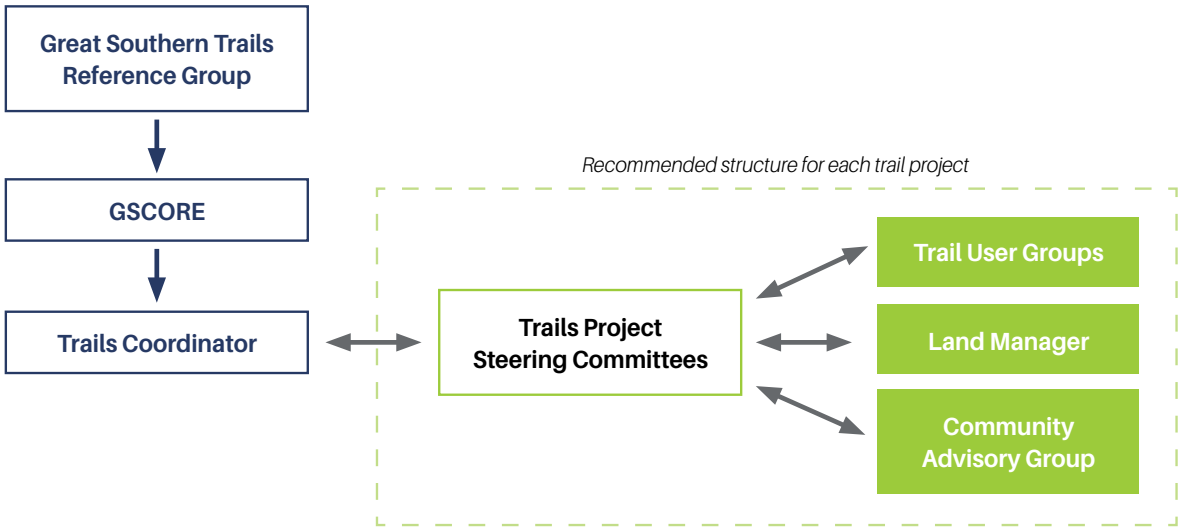 Great Southern Trails
Reference Group
GSCORE
Trails Coordinator
Recommended structure for each trail project
Trails Project
Steering Committees
Trail User Groups
Land Manager
Community
Advisory Group